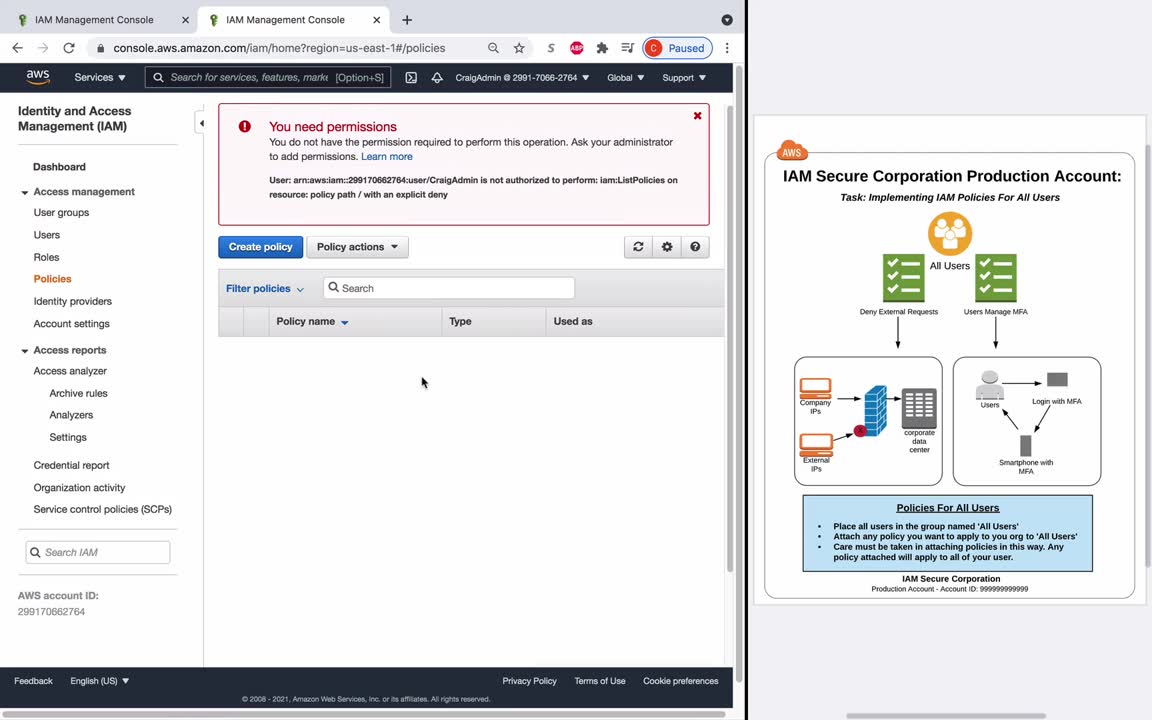 IAM Management Console
IAM Management Console
console.aws.amazon.com/iam/home?region=us-east-1#/policies
S
ABP
C Paused
aws
Services
Search for services, features, marke
[Option+S]
CraigAdmin @ 2991-7066-2764
Global
Support
Identity and Access
Management (IAM)
Dashboard
Access management
User groups
Users
Roles
Policies
Identity providers
Account settings
Access reports
Access analyzer
Archive rules
Analyzers
Settings
Credential report
Organization activity
Service control policies (SCPs)
Search IAM
AWS account ID:
299170662764
You need permissions
You do not have the permission required to perform this operation. Ask your administrator
to add permissions. Learn more
User: arn:aws:iam::299170662764:user/CraigAdmin is not authorized to perform: iam:ListPolicies on
resource: policy path / with an explicit deny
Create policy
Policy actions
Filter policies
Search
Policy name
Type
Used as
Feedback
English (US)
Privacy Policy
Terms of Use
Cookie preferences
© 2008 - 2021, Amazon Web Services, Inc. or its affiliates. All rights reserved.
AWS
IAM Secure Corporation Production Account:
Task: Implementing IAM Policies For All Users
All Users
Deny External Requests
Users Manage MFA
Company
IPs
External
IPs
corporate
data
center
Users
Login with MFA
Smartphone with
MFA
Policies For All Users
• Place all users in the group named 'All Users'
• Attach any policy you want to apply to you org to 'All Users'
• Care must be taken in attaching policies in this way. Any
policy attached will apply to all of your user.
IAM Secure Corporation
Production Account - Account ID: 999999999999